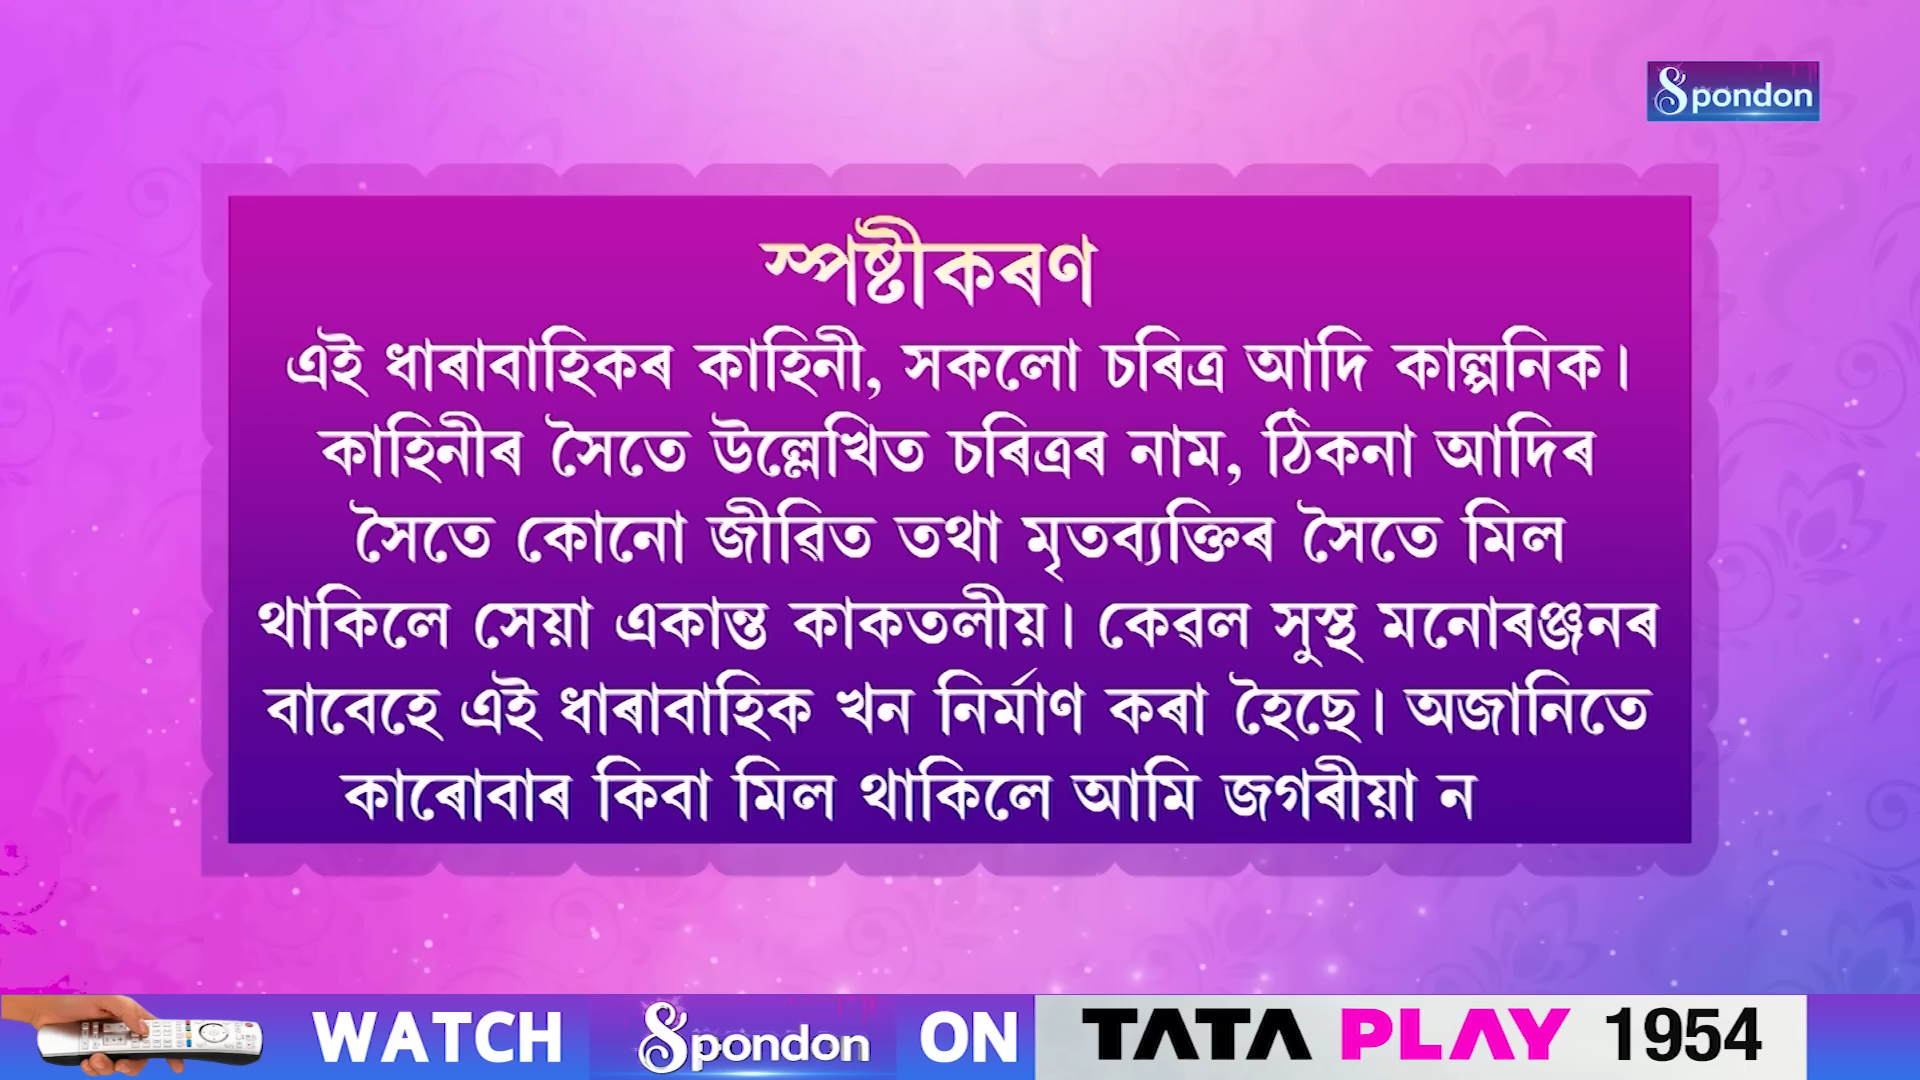 Spondon
স্পষ্টীকৰণ
এই ধাৰাবাহিকৰ কাহিনী, সকলো চৰিত্ৰ আদি কাল্পনিক।
কাহিনীৰ সৈতে উল্লেখিত চৰিত্ৰৰ নাম, ঠিকনা আদিৰ
সৈতে কোনো জীৱিত তথা মৃতব্যক্তিৰ সৈতে মিল
থাকিলে সেয়া একান্ত কাকতলীয়। কেৱল সুস্থ মনোৰঞ্জনৰ
বাবেহে এই ধাৰাবাহিক খন নিৰ্মাণ কৰা হৈছে। অজানিতে
কাৰোবাৰ কিবা মিল থাকিলে আমি জগৰীয়া ন
WATCH Spondon ON TATA PLAY 1954